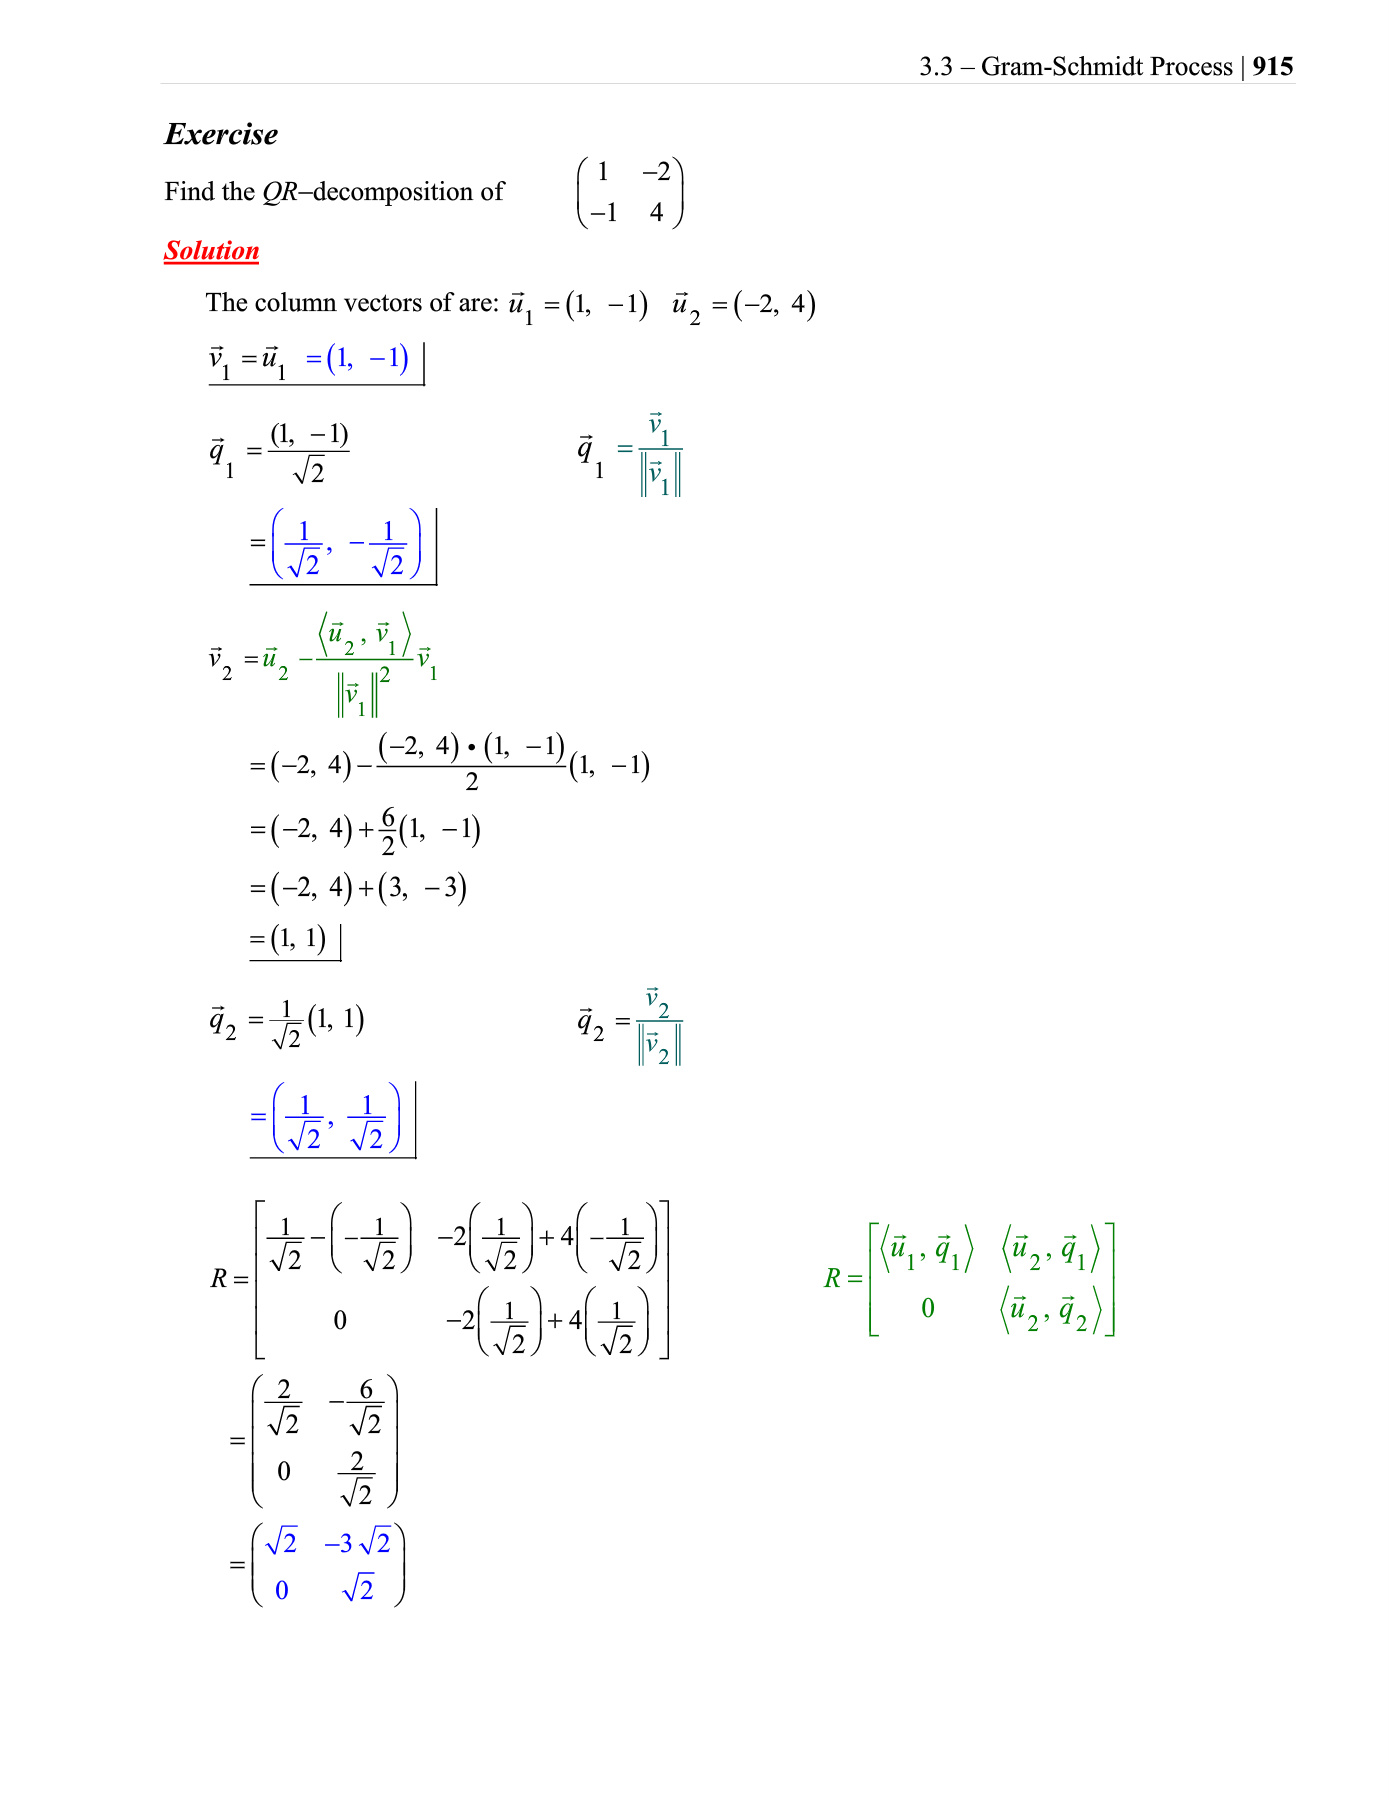 3.3 – Gram-Schmidt Process | 915
Exercise
Find the QR–decomposition of $\begin{pmatrix} 1 & -2 \\ -1 & 4 \end{pmatrix}$
Solution
The column vectors of are: $\vec{u}_1 = (1, \ -1) \quad \vec{u}_2 = (-2, \ 4)$
$\vec{v}_1 = \vec{u}_1 \ = (1, \ -1)$
$\vec{q}_1 = \frac{(1, \ -1)}{\sqrt{2}}$ $\qquad \vec{q}_1 = \frac{\vec{v}_1}{\|\vec{v}_1\|}$
$= \left(\frac{1}{\sqrt{2}}, \ -\frac{1}{\sqrt{2}}\right)$
$\vec{v}_2 = \vec{u}_2 - \frac{\langle \vec{u}_2, \ \vec{v}_1 \rangle}{\|\vec{v}_1\|^2} \vec{v}_1$
$= (-2, \ 4) - \frac{(-2, \ 4) \bullet (1, \ -1)}{2} (1, \ -1)$
$= (-2, \ 4) + \frac{6}{2} (1, \ -1)$
$= (-2, \ 4) + (3, \ -3)$
$= (1, \ 1)$
$\vec{q}_2 = \frac{1}{\sqrt{2}} (1, \ 1)$ $\qquad \vec{q}_2 = \frac{\vec{v}_2}{\|\vec{v}_2\|}$
$= \left(\frac{1}{\sqrt{2}}, \ \frac{1}{\sqrt{2}}\right)$
$R = \begin{bmatrix} \frac{1}{\sqrt{2}} - \left(-\frac{1}{\sqrt{2}}\right) & -2\left(\frac{1}{\sqrt{2}}\right) + 4\left(-\frac{1}{\sqrt{2}}\right) \\ 0 & -2\left(\frac{1}{\sqrt{2}}\right) + 4\left(\frac{1}{\sqrt{2}}\right) \end{bmatrix}$ $\qquad R = \begin{bmatrix} \langle \vec{u}_1, \ \vec{q}_1 \rangle & \langle \vec{u}_2, \ \vec{q}_1 \rangle \\ 0 & \langle \vec{u}_2, \ \vec{q}_2 \rangle \end{bmatrix}$
$= \begin{pmatrix} \frac{2}{\sqrt{2}} & -\frac{6}{\sqrt{2}} \\ 0 & \frac{2}{\sqrt{2}} \end{pmatrix}$
$= \begin{pmatrix} \sqrt{2} & -3\sqrt{2} \\ 0 & \sqrt{2} \end{pmatrix}$